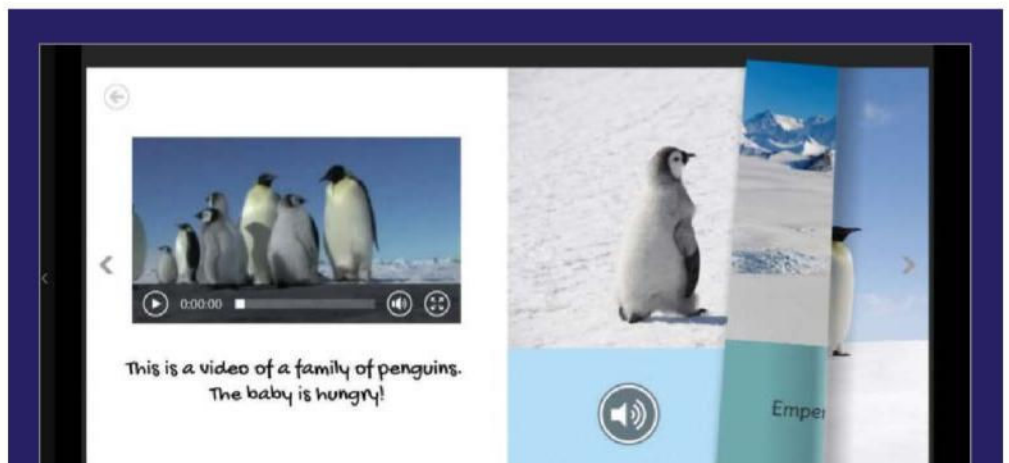 0:00:00
This is a video of a family of penguins.
The baby is hungry!
Emper